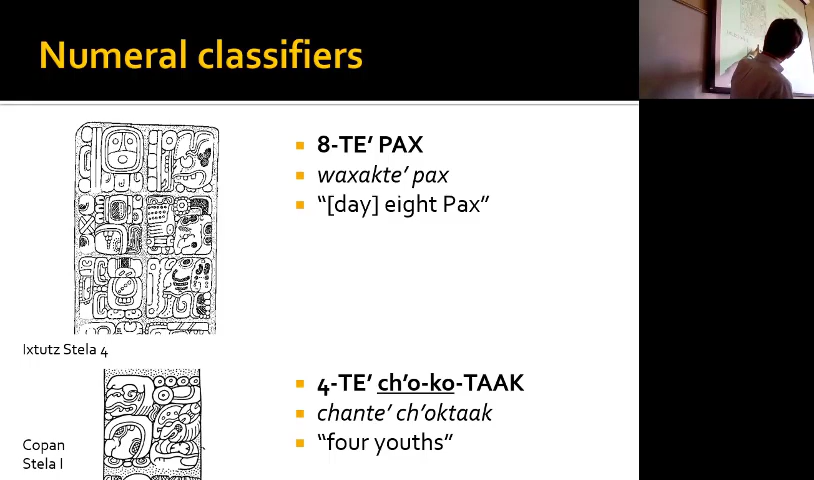 Numeral classifiers
8-TE’ PAX
waxakte’ pax
“[day] eight Pax”
Ixtutz Stela 4
4-TE’ ch’o-ko-TAAK
chante’ ch’oktaak
“four youths”
Copan
Stela I